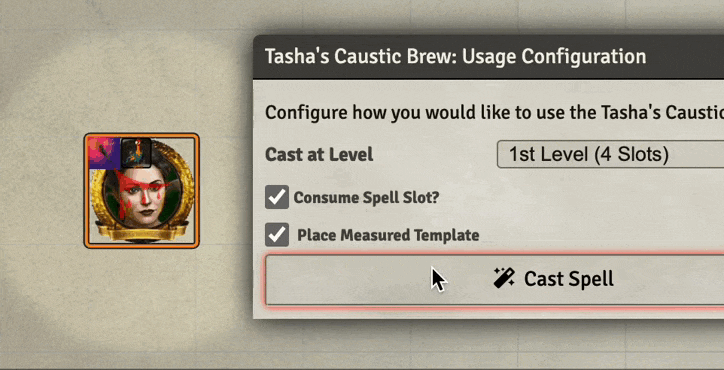 Tasha's Caustic Brew: Usage Configuration
Configure how you would like to use the Tasha's Caustic
Cast at Level
1st Level (4 Slots)
Consume Spell Slot?
Place Measured Template
Cast Spell